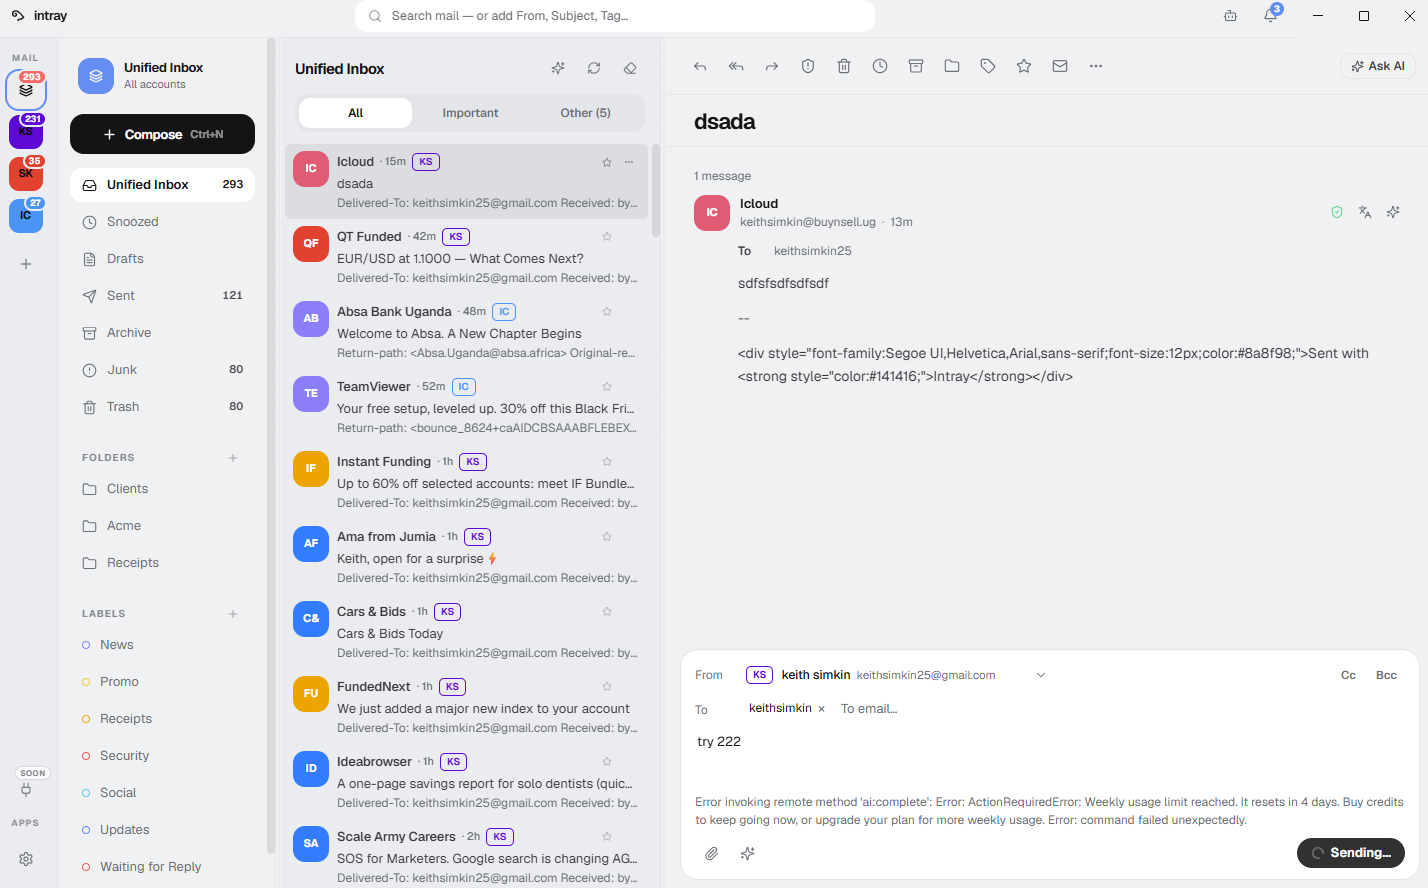 intray
Search mail — or add From, Subject, Tag...
3
MAIL
293
231
KS
35
SK
27
IC
SOON
APPS
Unified Inbox
All accounts
Compose Ctrl+N
Unified Inbox 293
Snoozed
Drafts
Sent 121
Archive
Junk 80
Trash 80
FOLDERS
Clients
Acme
Receipts
LABELS
News
Promo
Receipts
Security
Social
Updates
Waiting for Reply
Unified Inbox
All Important Other (5)
IC Icloud · 15m KS
dsada
Delivered-To: keithsimkin25@gmail.com Received: by...
QF QT Funded · 42m KS
EUR/USD at 1.1000 — What Comes Next?
Delivered-To: keithsimkin25@gmail.com Received: by...
AB Absa Bank Uganda · 48m IC
Welcome to Absa. A New Chapter Begins
Return-path: <Absa.Uganda@absa.africa> Original-re...
TE TeamViewer · 52m IC
Your free setup, leveled up. 30% off this Black Fri...
Return-path: <bounce_8624+caAIDCBSAAABFLEBEX...
IF Instant Funding · 1h KS
Up to 60% off selected accounts: meet IF Bundle...
Delivered-To: keithsimkin25@gmail.com Received: by...
AF Ama from Jumia · 1h KS
Keith, open for a surprise ⚡
Delivered-To: keithsimkin25@gmail.com Received: by...
C& Cars & Bids · 1h KS
Cars & Bids Today
Delivered-To: keithsimkin25@gmail.com Received: by...
FU FundedNext · 1h KS
We just added a major new index to your account
Delivered-To: keithsimkin25@gmail.com Received: by...
ID Ideabrowser · 1h KS
A one-page savings report for solo dentists (quic...
Delivered-To: keithsimkin25@gmail.com Received: by...
SA Scale Army Careers · 2h KS
SOS for Marketers. Google search is changing AG...
Delivered-To: keithsimkin25@gmail.com Received: by...
Ask AI
dsada
1 message
IC Icloud
keithsimkin@buynsell.ug · 13m
To keithsimkin25
sdfsfsdfsdfsdf
--
<div style="font-family:Segoe UI,Helvetica,Arial,sans-serif;font-size:12px;color:#8a8f98;">Sent with
<strong style="color:#141416;">Intray</strong></div>
From KS keith simkin keithsimkin25@gmail.com Cc Bcc
To keithsimkin × To email...
try 222
Error invoking remote method 'ai:complete': Error: ActionRequiredError: Weekly usage limit reached. It resets in 4 days. Buy credits
to keep going now, or upgrade your plan for more weekly usage. Error: command failed unexpectedly.
Sending...